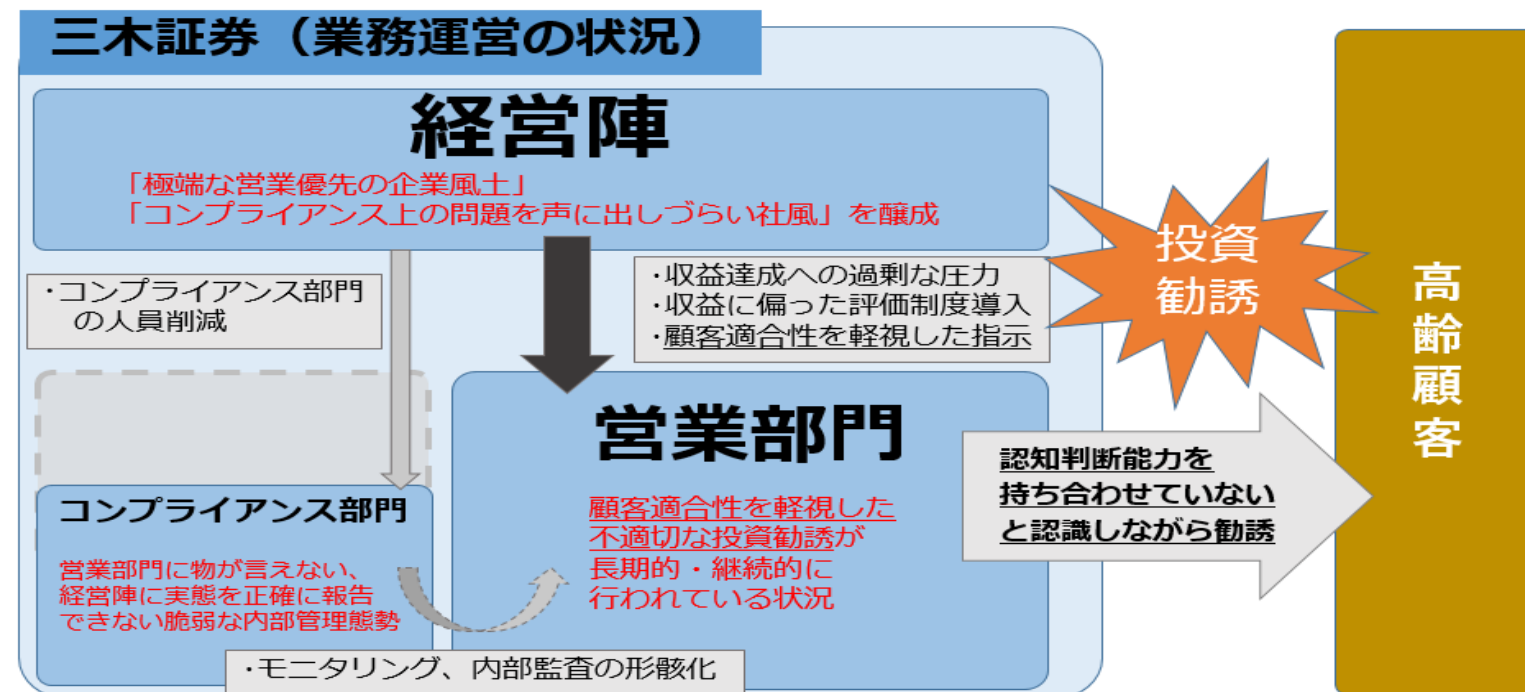 三木証券（業務運営の状況）
経営陣
「極端な営業優先の企業風土」
「コンプライアンス上の問題を声に出しづらい社風」を醸成
・コンプライアンス部門
の人員削減
・収益達成への過剰な圧力
・収益に偏った評価制度導入
・顧客適合性を軽視した指示
投資
勧誘
高齢顧客
コンプライアンス部門
営業部門に物が言えない、
経営陣に実態を正確に報告
できない脆弱な内部管理態勢
営業部門
顧客適合性を軽視した
不適切な投資勧誘が
長期的・継続的に
行われている状況
認知判断能力を
持ち合わせていない
と認識しながら勧誘
・モニタリング、内部監査の形骸化